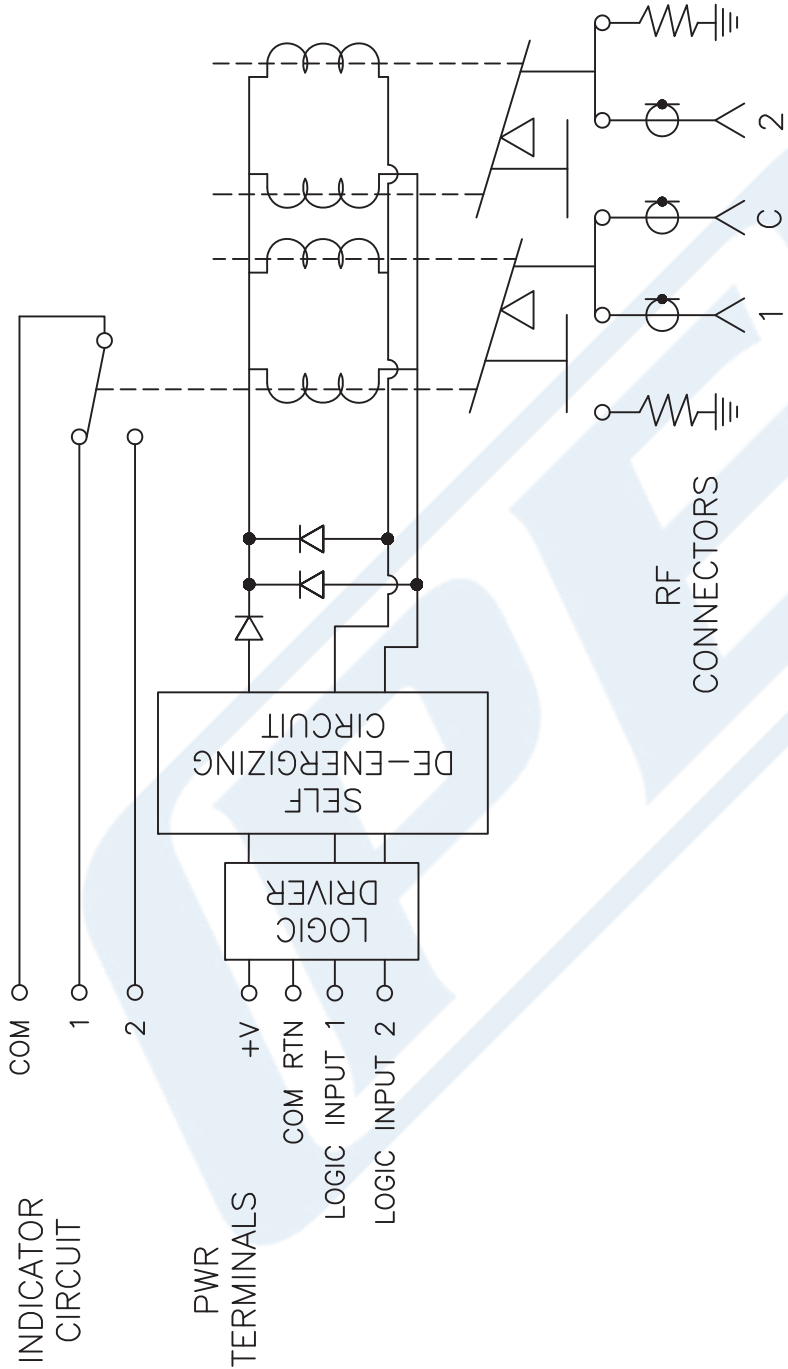 INDICATOR
CIRCUIT
COM
1
2
PWR
TERMINALS
+V
COM RTN
LOGIC INPUT 1
LOGIC INPUT 2
LOGIC
DRIVER
SELF
DE-ENERGIZING
CIRCUIT
RF
CONNECTORS
1
C
2